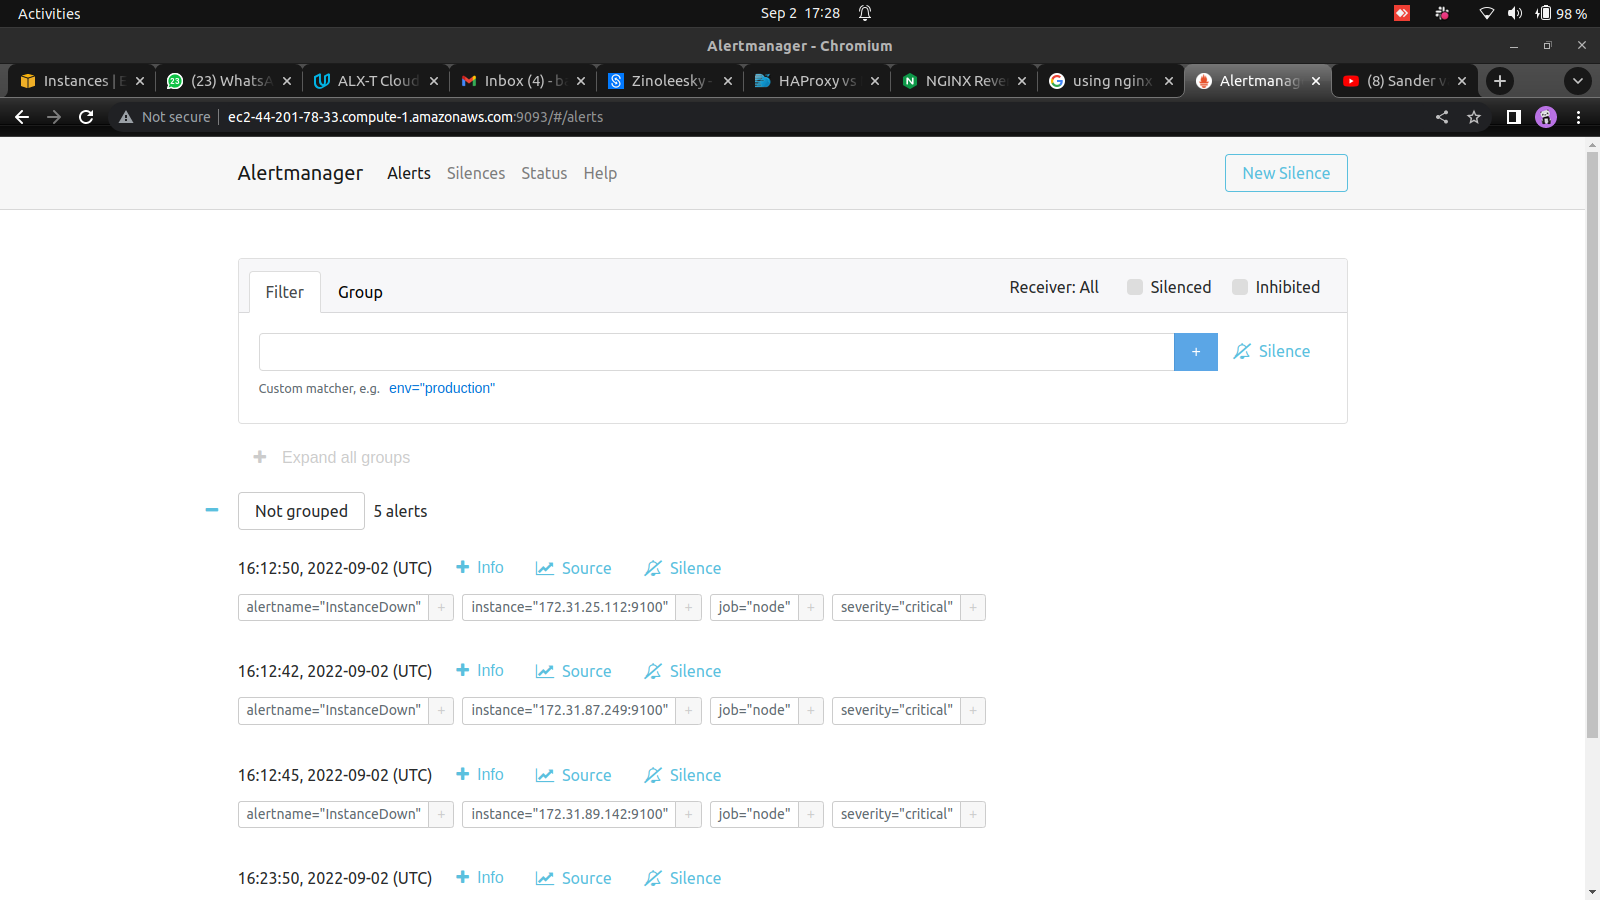 Activities
Sep 2 17:28
98 %
Alertmanager - Chromium
Instances | E
(23) WhatsA
ALX-T Cloud
Inbox (4) - ba
Zinoleesky -
HAProxy vs
NGINX Reve
using nginx
Alertmanag
(8) Sander v
Not secure
ec2-44-201-78-33.compute-1.amazonaws.com:9093/#/alerts
Alertmanager
Alerts
Silences
Status
Help
New Silence
Filter
Group
Receiver: All
Silenced
Inhibited
+
Silence
Custom matcher, e.g. env="production"
+ Expand all groups
− Not grouped 5 alerts
16:12:50, 2022-09-02 (UTC) + Info Source Silence
alertname="InstanceDown" + instance="172.31.25.112:9100" + job="node" + severity="critical" +
16:12:42, 2022-09-02 (UTC) + Info Source Silence
alertname="InstanceDown" + instance="172.31.87.249:9100" + job="node" + severity="critical" +
16:12:45, 2022-09-02 (UTC) + Info Source Silence
alertname="InstanceDown" + instance="172.31.89.142:9100" + job="node" + severity="critical" +
16:23:50, 2022-09-02 (UTC) + Info Source Silence